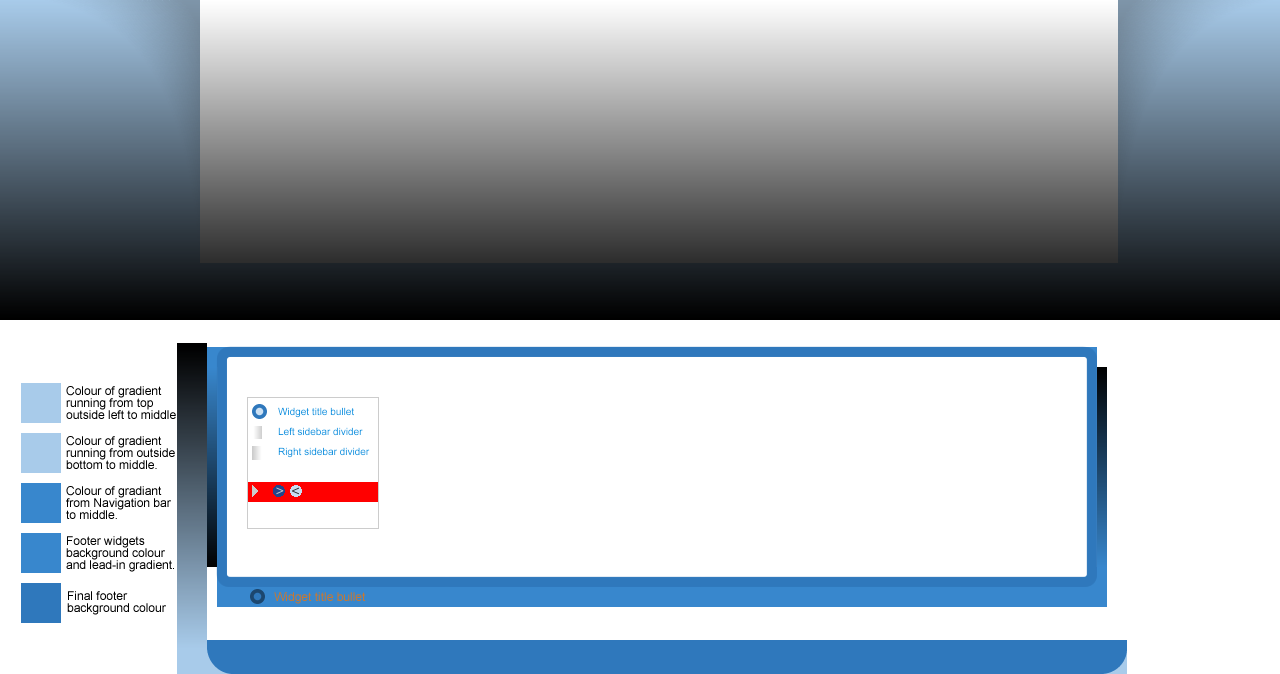 Colour of gradient
running from top
outside left to middle
Colour of gradient
running from outside
bottom to middle.
Colour of gradiant
from Navigation bar
to middle.
Footer widgets
background colour
and lead-in gradient.
Final footer
background colour
Widget title bullet
Left sidebar divider
Right sidebar divider
> <
Widget title bullet